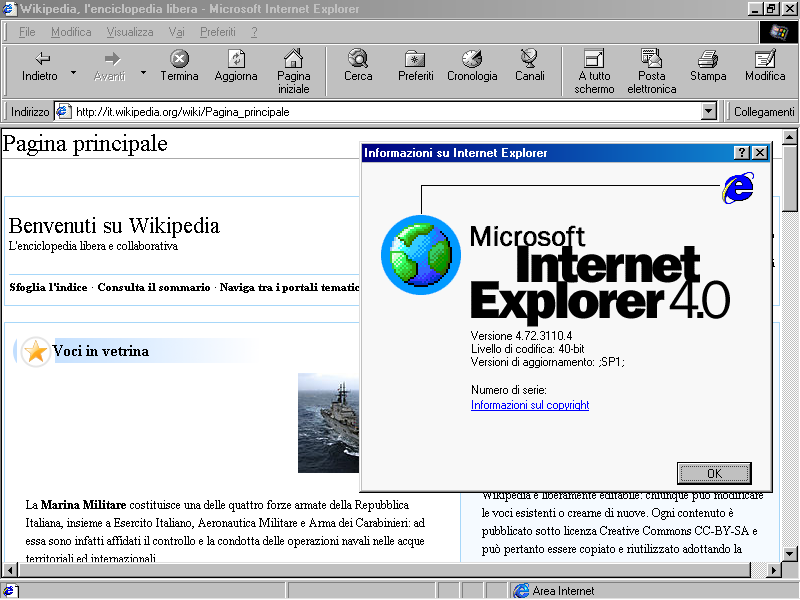 Wikipedia, l'enciclopedia libera - Microsoft Internet Explorer
File Modifica Visualizza Vai Preferiti ?
Indietro Avanti Termina Aggiorna Pagina iniziale Cerca Preferiti Cronologia Canali A tutto schermo Posta elettronica Stampa Modifica
Indirizzo http://it.wikipedia.org/wiki/Pagina_principale Collegamenti
Pagina principale
Benvenuti su Wikipedia
L'enciclopedia libera e collaborativa
Sfoglia l'indice · Consulta il sommario · Naviga tra i portali
Voci in vetrina
La Marina Militare costituisce una delle quattro forze armate della Repubblica
Italiana, insieme a Esercito Italiano, Aeronautica Militare e Arma dei Carabinieri: ad
essa sono infatti affidati il controllo e la condotta delle operazioni navali nelle acque
territoriali ed internazionali
Informazioni su Internet Explorer
Microsoft
Internet
Explorer 4.0
Versione 4.72.3110.4
Livello di codifica: 40-bit
Versioni di aggiornamento: ;SP1;
Numero di serie:
Informazioni sul copyright
OK
Wikipedia è liberamente editabile: chiunque può modificare
le voci esistenti o crearne di nuove. Ogni contenuto è
pubblicato sotto licenza Creative Commons CC-BY-SA e
può pertanto essere copiato e riutilizzato adottando la
Area Internet